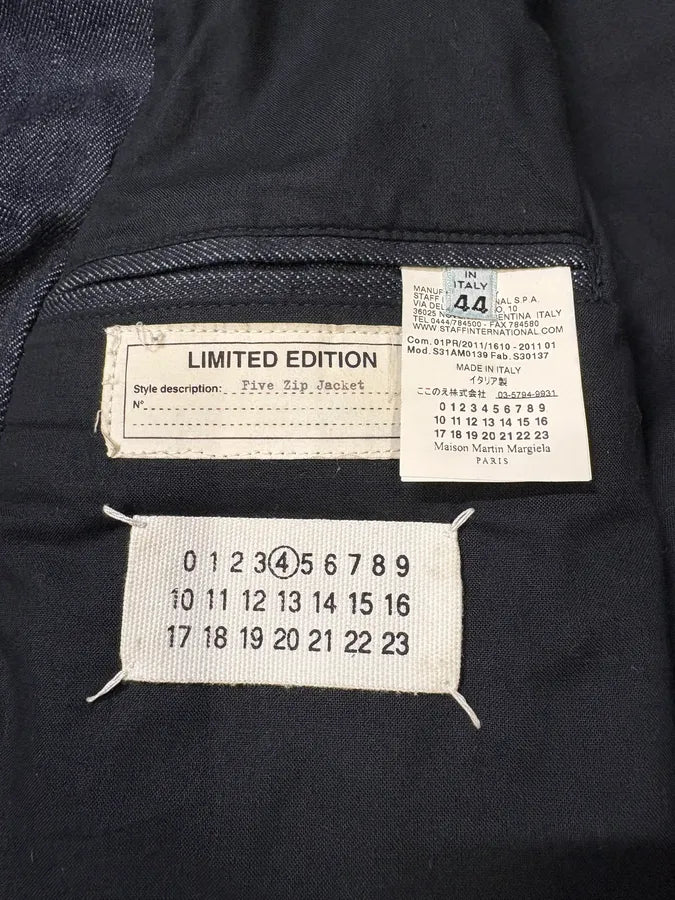 LIMITED EDITION
Style description: Five Zip Jacket
N°
IN
ITALY
44
MANUF NAL S.P.A.
STAFF
VIA DEL O, 10
36025 NO ENTINA ITALY
TEL.0444/784500 - FAX 784580
WWW.STAFFINTERNATIONAL.COM
Com. 01PR/2011/1610 - 2011 01
Mod. S31AM0139 Fab. S30137
MADE IN ITALY
イタリア製
ここのえ株式会社 03-5794-9931
0 1 2 3 4 5 6 7 8 9
10 11 12 13 14 15 16
17 18 19 20 21 22 23
Maison Martin Margiela
PARIS
0 1 2 3 4 5 6 7 8 9
10 11 12 13 14 15 16
17 18 19 20 21 22 23